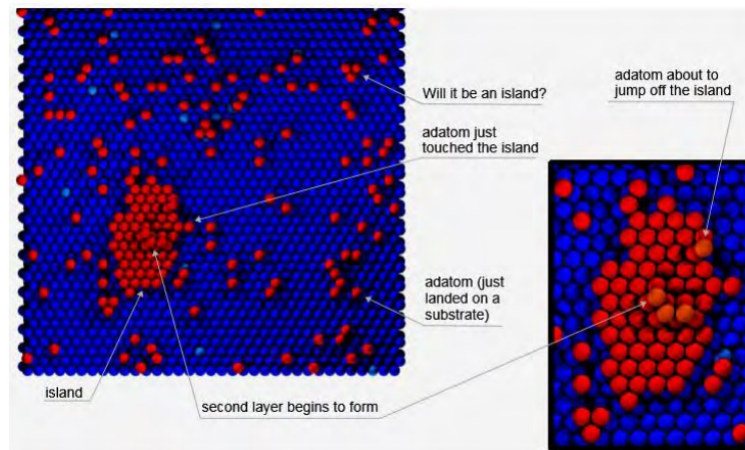 adatom about to
jump off the island
Will it be an island?
adatom just
touched the island
adatom (just
landed on a
substrate)
island
second layer begins to form